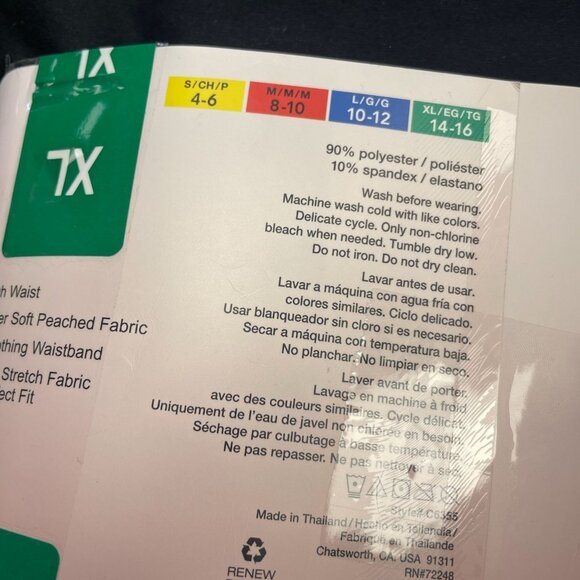 XL
XL
S/CH/P
4-6
M/M/M
8-10
L/G/G
10-12
XL/EG/TG
14-16
90% polyester / poliéster
10% spandex / elastano
Wash before wearing.
Machine wash cold with like colors.
Delicate cycle. Only non-chlorine
bleach when needed. Tumble dry low.
Do not iron. Do not dry clean.
Lavar antes de usar.
Lavar a máquina con agua fría con
colores similares. Ciclo delicado.
Usar blanqueador sin cloro si es necesario.
Secar a máquina con temperatura baja.
No planchar. No limpiar en seco.
Laver avant de porter.
Lavage en machine à froid
avec des couleurs similaires. Cycle délicat.
Uniquement de l'eau de javel non chlorée en besoin.
Séchage par culbutage à basse température.
Ne pas repasser. Ne pas nettoyer à sec.
Style# C6355
Made in Thailand / Hecho en Tailandia /
Fabriqué en Thaïlande
Chatsworth, CA. USA 91311
RN#72248
h Waist
er Soft Peached Fabric
othing Waistband
Stretch Fabric
ect Fit
RENEW